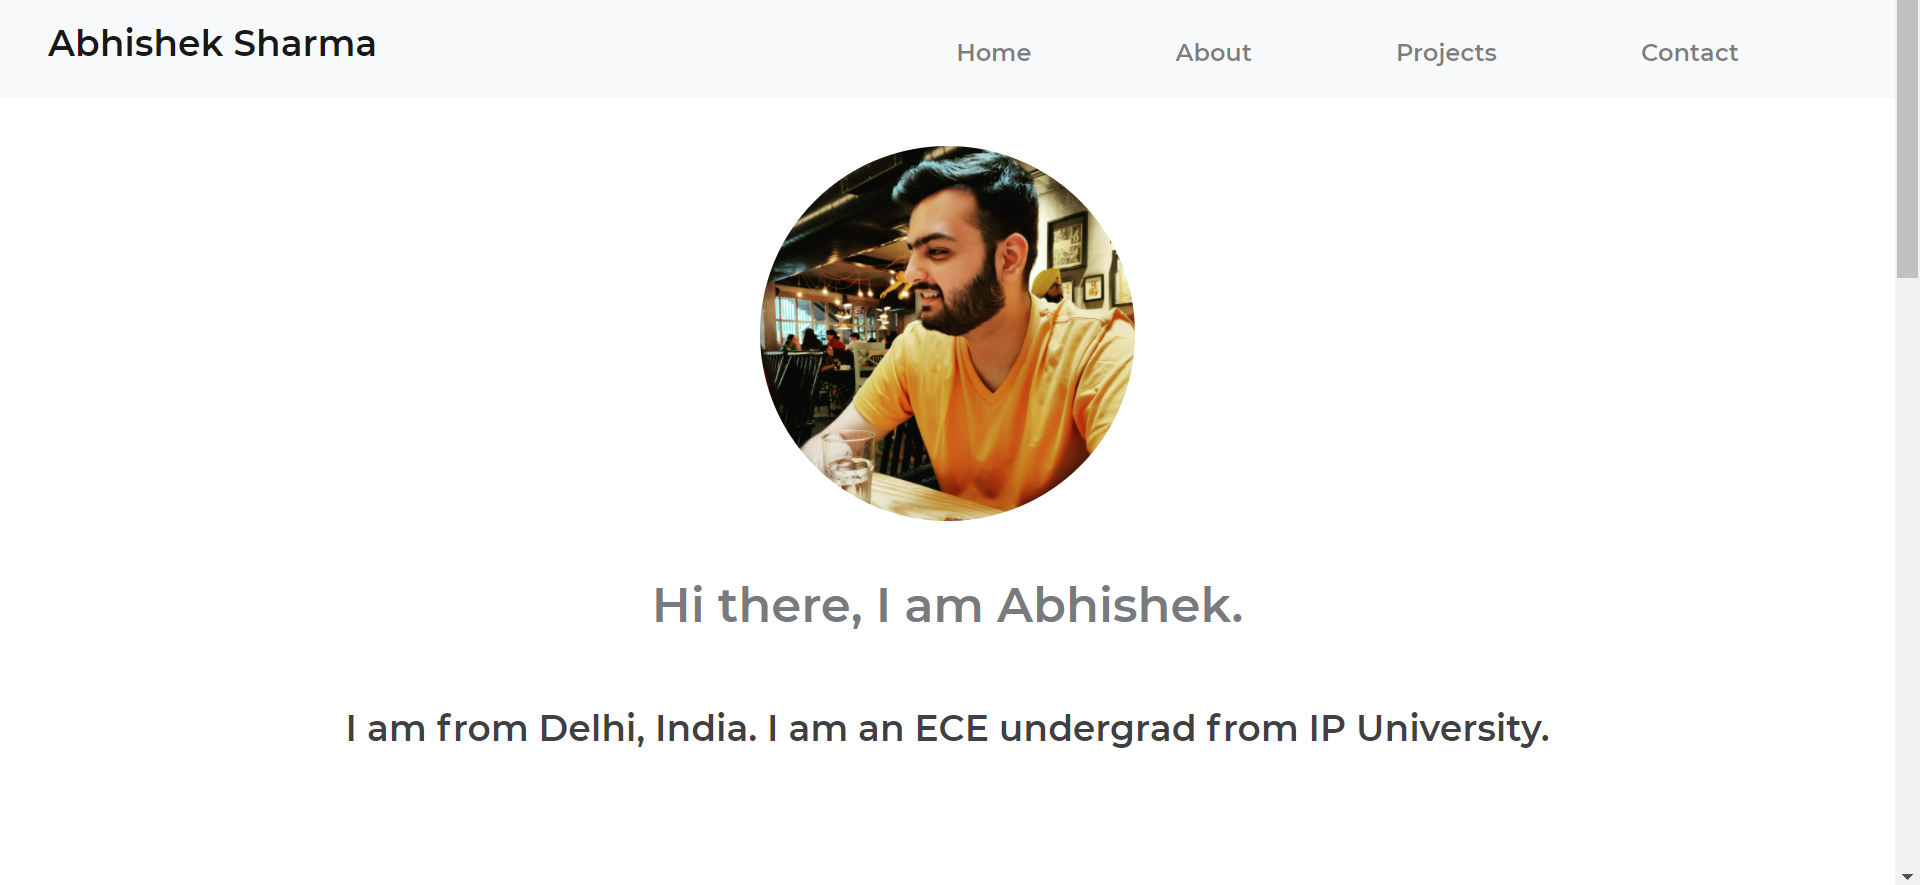 Abhishek Sharma
Home
About
Projects
Contact
Hi there, I am Abhishek.
I am from Delhi, India. I am an ECE undergrad from IP University.